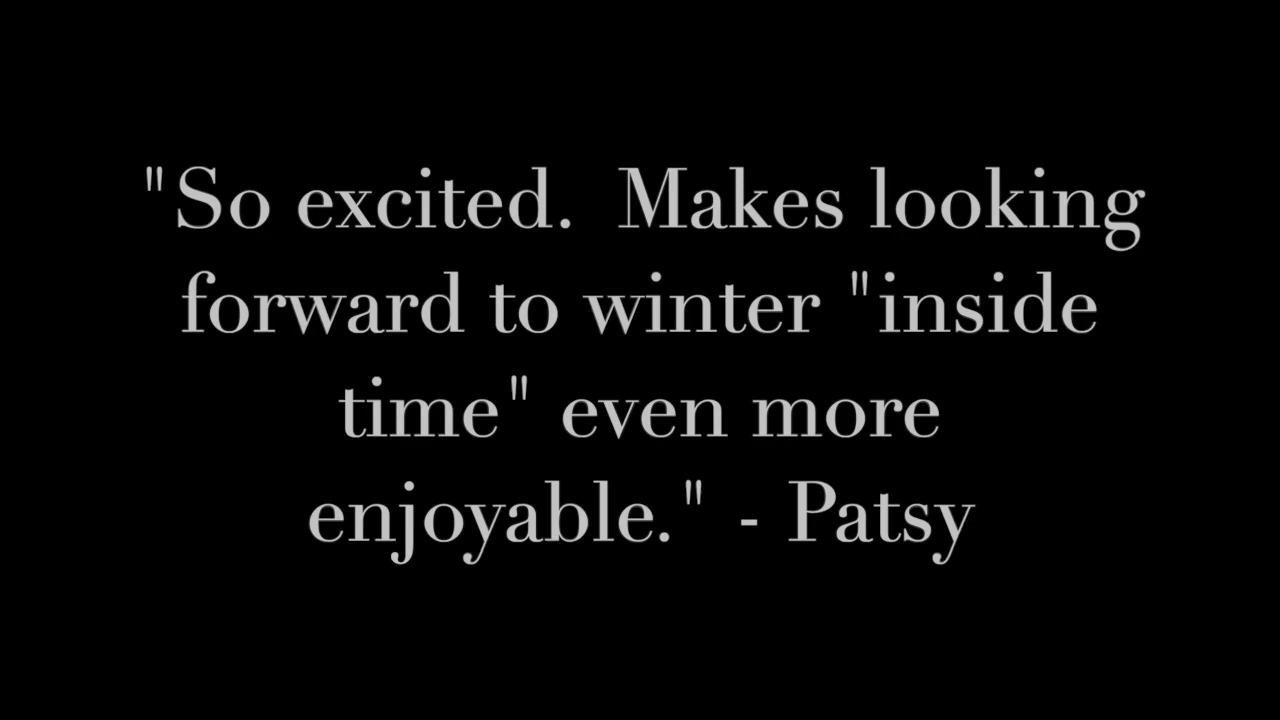 "So excited.  Makes looking
forward to winter "inside
time" even more
enjoyable." - Patsy